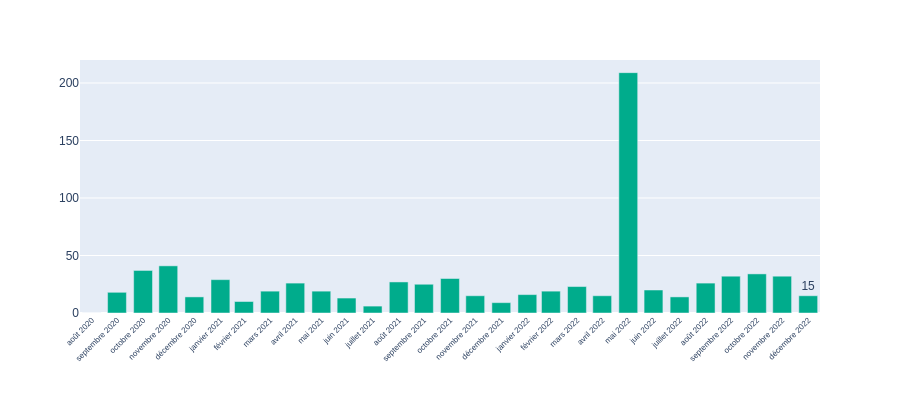 200
150
100
50
0
15
août 2020
septembre 2020
octobre 2020
novembre 2020
décembre 2020
janvier 2021
février 2021
mars 2021
avril 2021
mai 2021
juin 2021
juillet 2021
août 2021
septembre 2021
octobre 2021
novembre 2021
décembre 2021
janvier 2022
février 2022
mars 2022
avril 2022
mai 2022
juin 2022
juillet 2022
août 2022
septembre 2022
octobre 2022
novembre 2022
décembre 2022